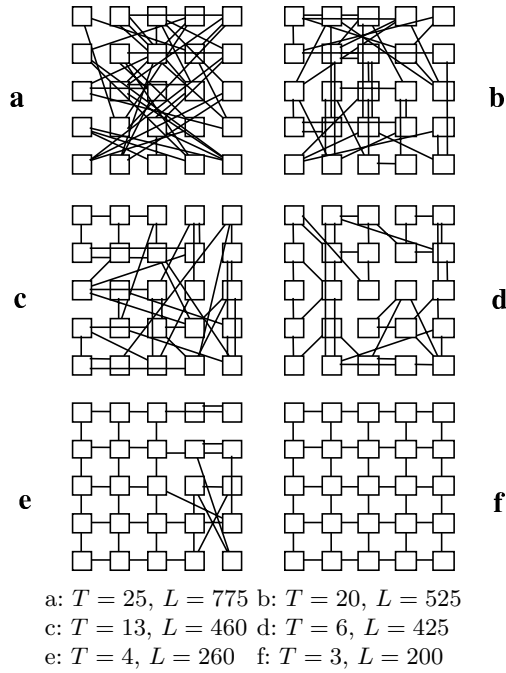 a
b
c
d
e
f
a: T = 25, L = 775 b: T = 20, L = 525
c: T = 13, L = 460 d: T = 6, L = 425
e: T = 4, L = 260 f: T = 3, L = 200